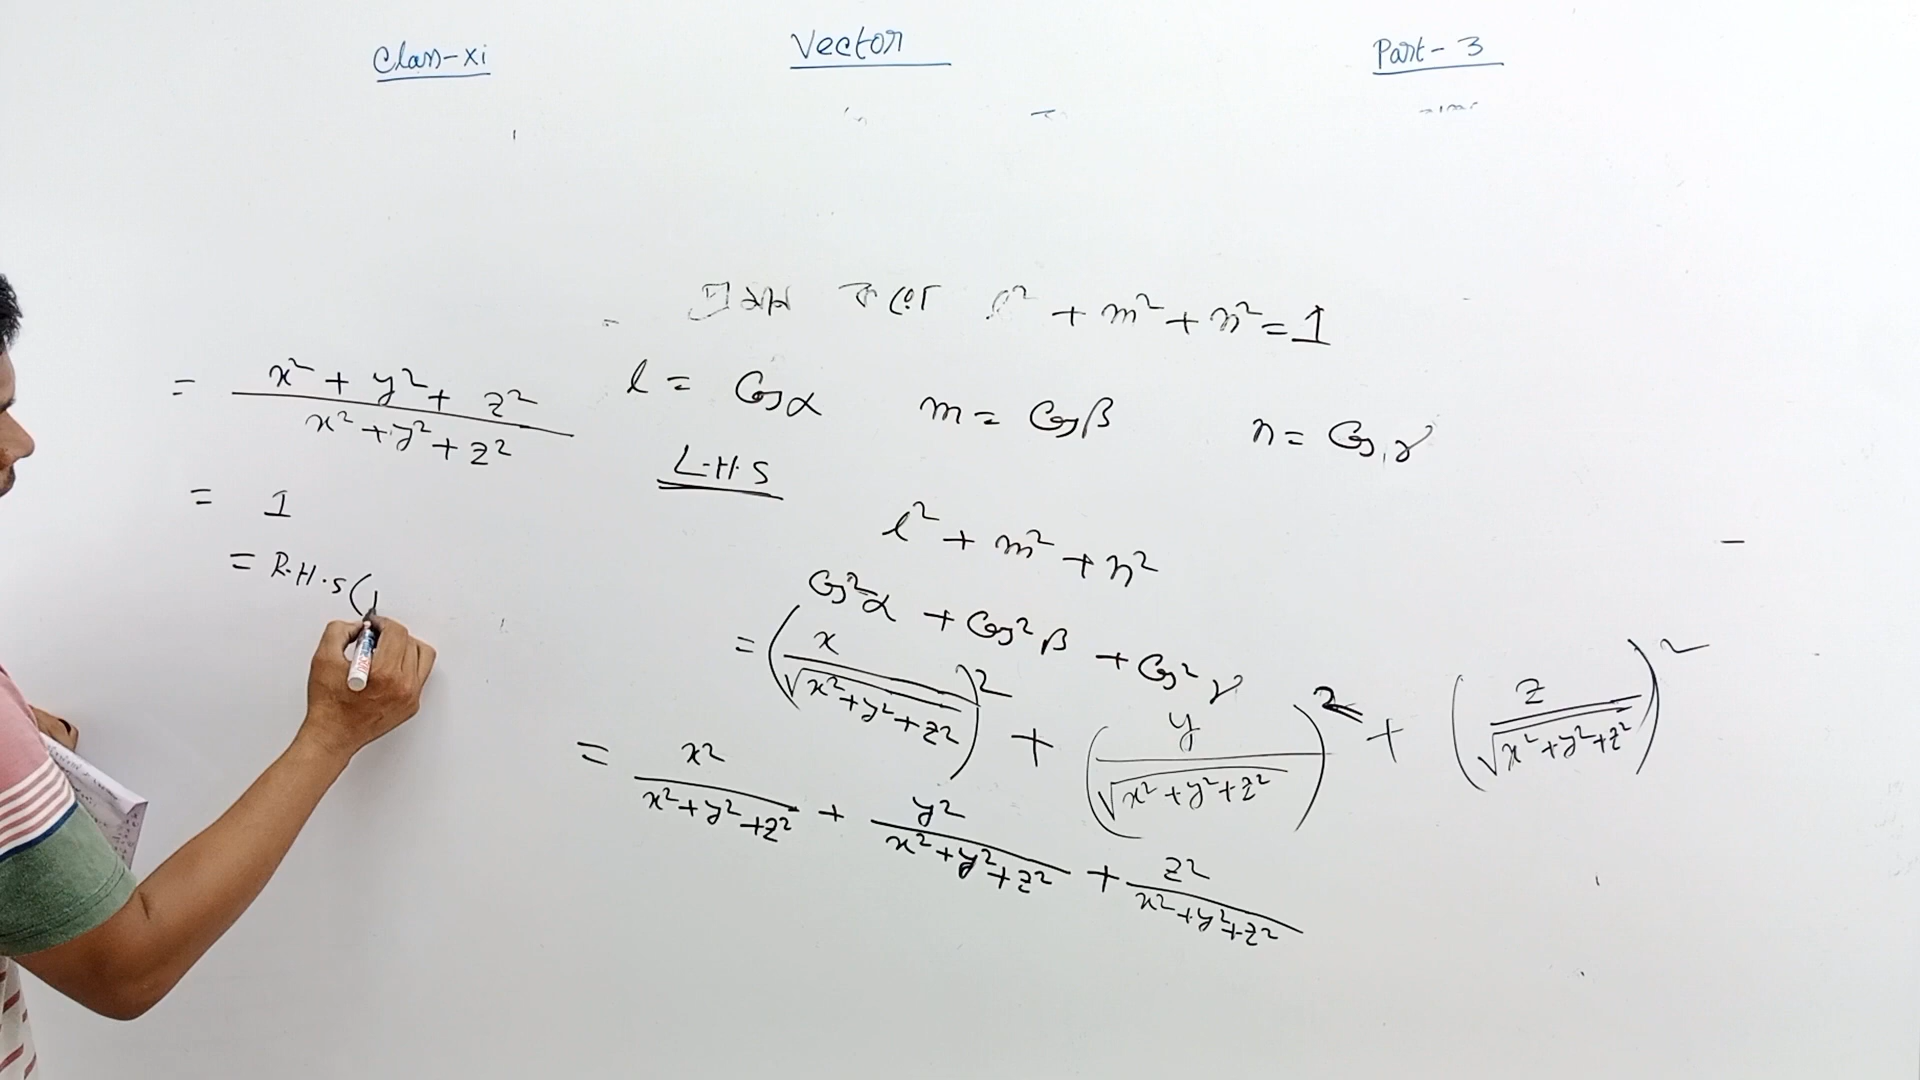 Class-xi Vector Part-3
প্রমাণ করো l² + m² + n² = 1
l = Cosα m = Cosβ n = Cosγ
L.H.S
l² + m² + n²
Cos²α + Cos²β + Cos²γ
= (x/√x²+y²+z²)² + (y/√x²+y²+z²)² + (z/√x²+y²+z²)²
= x²/x²+y²+z² + y²/x²+y²+z² + z²/x²+y²+z²
= x² + y² + z²/x² + y² + z²
= 1
= R.H.S (